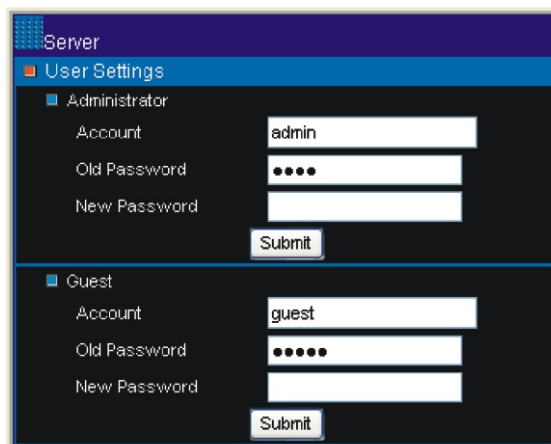 Server
User Settings
Administrator
Account admin
Old Password ●●●●
New Password
Submit
Guest
Account guest
Old Password ●●●●●
New Password
Submit